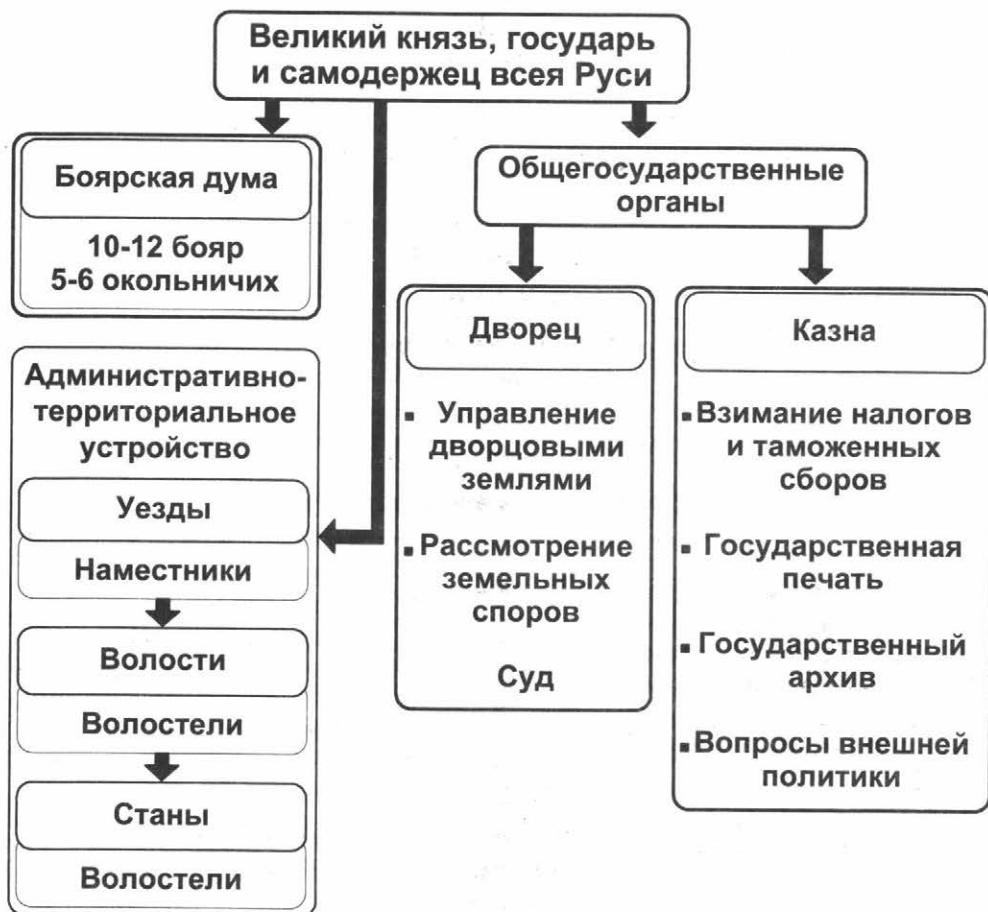 Великий князь, государь
и самодержец всея Руси
Боярская дума
10-12 бояр
5-6 окольничих
Административно-
территориальное
устройство
Уезды
Наместники
Волости
Волостели
Станы
Волостели
Общегосударственные
органы
Дворец
▪ Управление
дворцовыми
землями
▪ Рассмотрение
земельных
споров
Суд
Казна
▪ Взимание налогов
и таможенных
сборов
▪ Государственная
печать
▪ Государственный
архив
▪ Вопросы внешней
политики